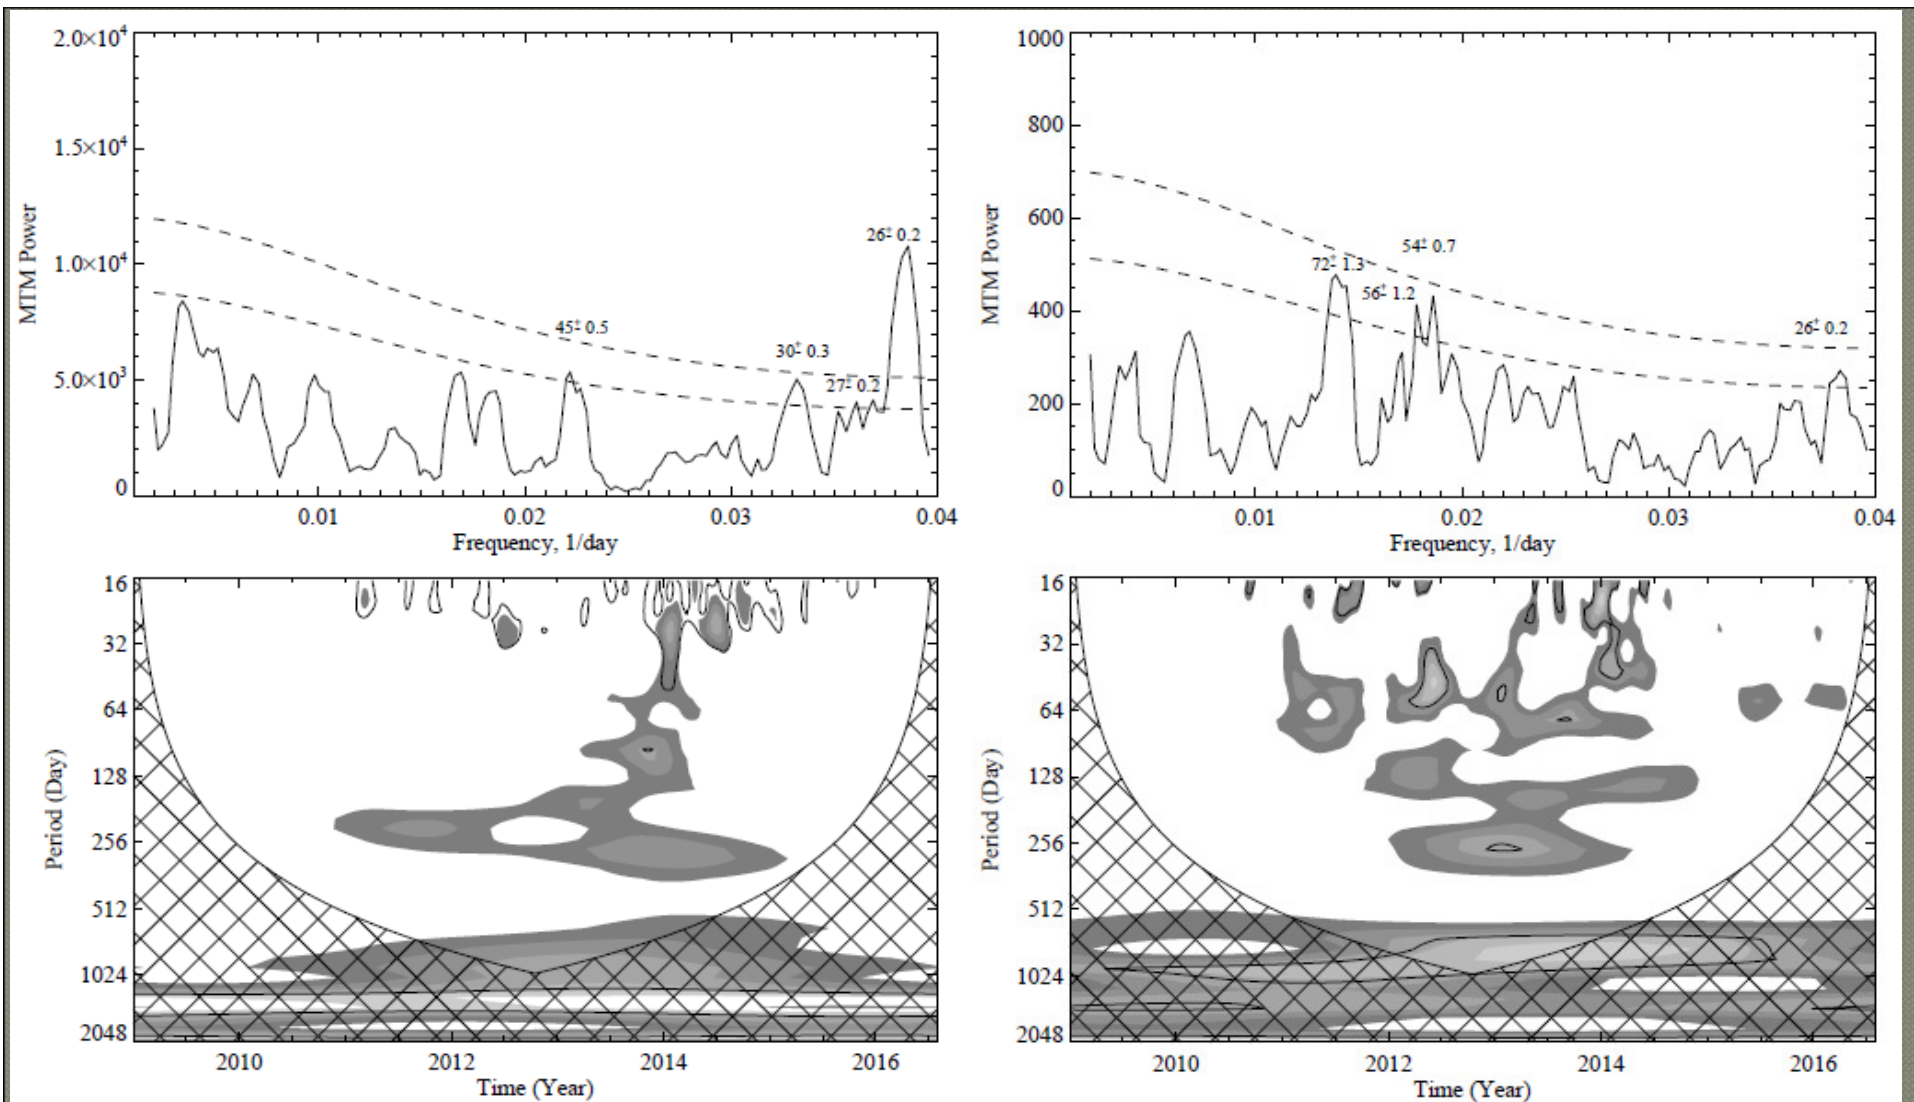 2.0×10⁴
1.5×10⁴
1.0×10⁴
5.0×10³
0
MTM Power
26± 0.2
45± 0.5
30± 0.3
27± 0.2
0.01 0.02 0.03 0.04
Frequency, 1/day
1000
800
600
400
200
0
MTM Power
54± 0.7
72± 1.3
56± 1.2
26± 0.2
0.01 0.02 0.03 0.04
Frequency, 1/day
16
32
64
128
256
512
1024
2048
Period (Day)
2010 2012 2014 2016
Time (Year)
16
32
64
128
256
512
1024
2048
Period (Day)
2010 2012 2014 2016
Time (Year)